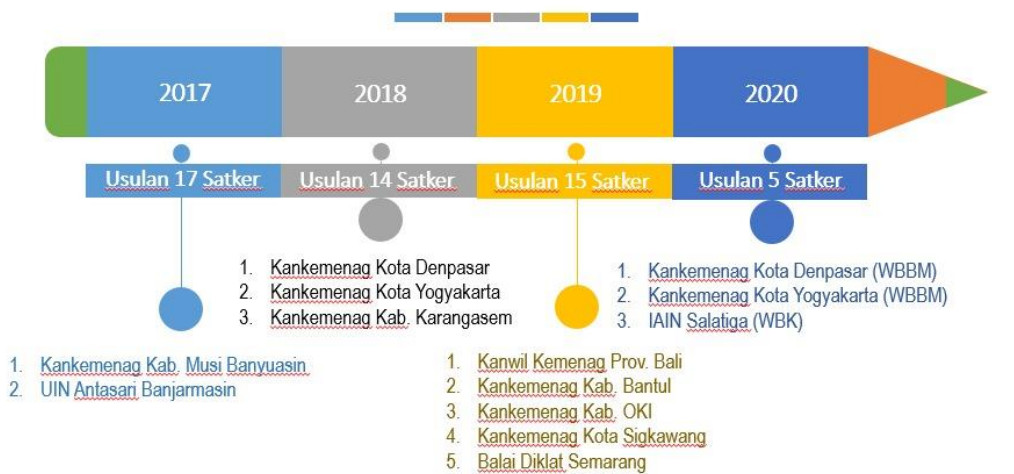 2017
2018
2019
2020
Usulan 17 Satker
Usulan 14 Satker
Usulan 15 Satker
Usulan 5 Satker
1. Kankemenag Kab. Musi Banyuasin
2. UIN Antasari Banjarmasin
1. Kankemenag Kota Denpasar
2. Kankemenag Kota Yogyakarta
3. Kankemenag Kab. Karangasem
1. Kanwil Kemenag Prov. Bali
2. Kankemenag Kab. Bantul
3. Kankemenag Kab. OKI
4. Kankemenag Kota Sigkawang
5. Balai Diklat Semarang
1. Kankemenag Kota Denpasar (WBBM)
2. Kankemenag Kota Yogyakarta (WBBM)
3. IAIN Salatiga (WBK)